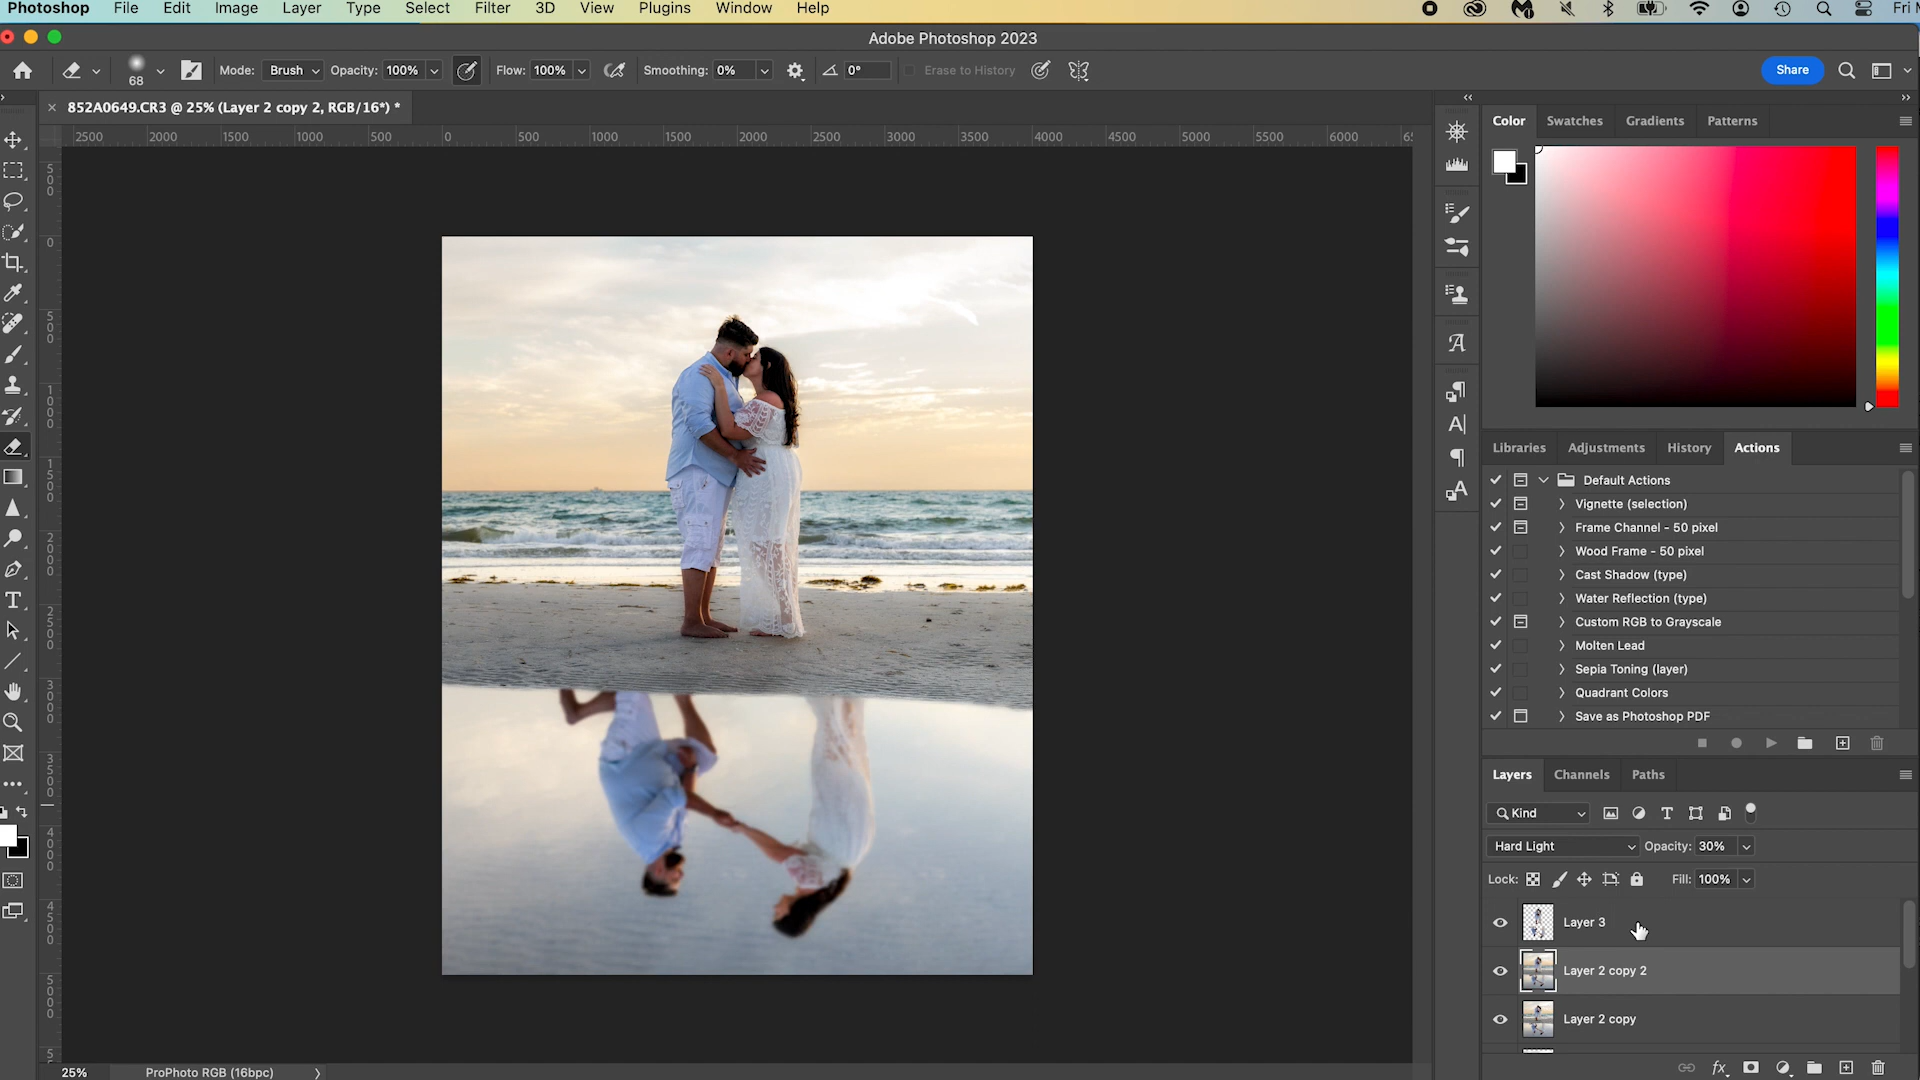 Photoshop File Edit Image Layer Type Select Filter 3D View Plugins Window Help Fri
Adobe Photoshop 2023
68 Mode: Brush Opacity: 100% Flow: 100% Smoothing: 0% 0° Erase to History Share
852A0649.CR3 @ 25% (Layer 2 copy 2, RGB/16*) *
2500 2000 1500 1000 500 0 500 1000 1500 2000 2500 3000 3500 4000 4500 5000 5500 6000
Color Swatches Gradients Patterns
Libraries Adjustments History Actions
Default Actions
Vignette (selection)
Frame Channel - 50 pixel
Wood Frame - 50 pixel
Cast Shadow (type)
Water Reflection (type)
Custom RGB to Grayscale
Molten Lead
Sepia Toning (layer)
Quadrant Colors
Save as Photoshop PDF
Layers Channels Paths
Kind
Hard Light Opacity: 30%
Lock: Fill: 100%
Layer 3
Layer 2 copy 2
Layer 2 copy
25% ProPhoto RGB (16bpc)